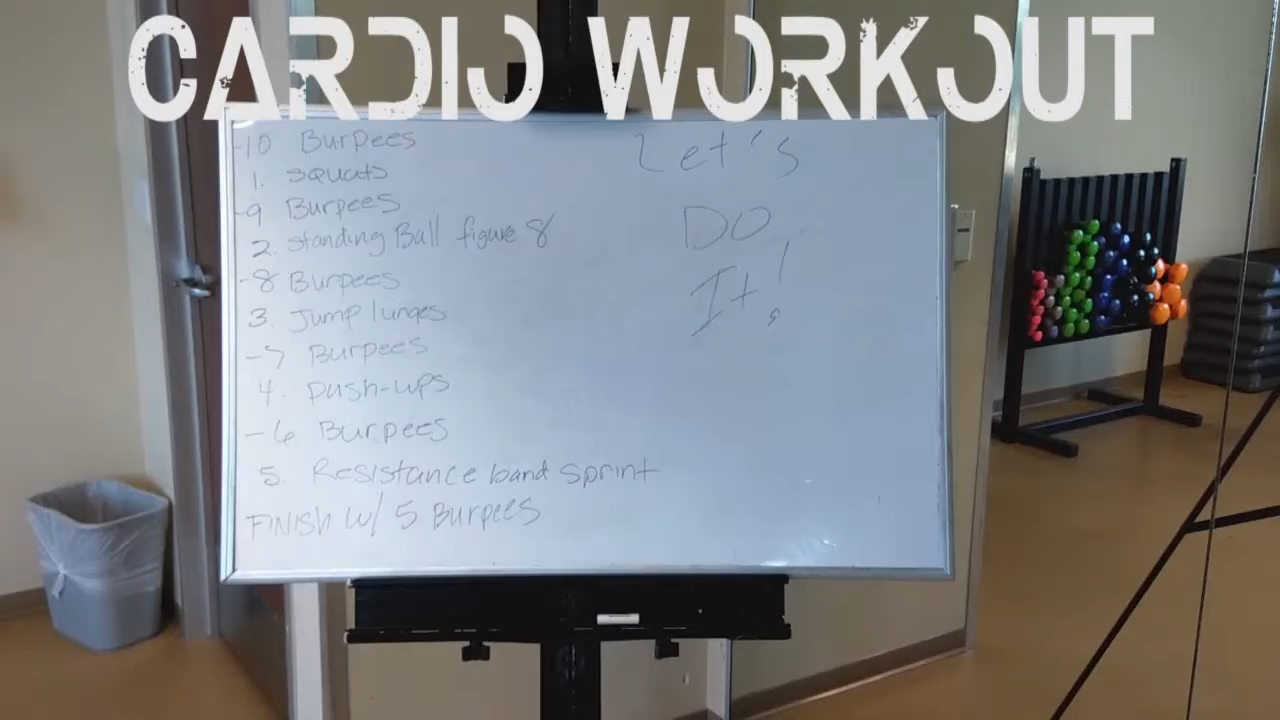 CARDIO WORKOUT
-10 Burpees
1. squats
-9 Burpees
2. Standing Ball figure 8
-8 Burpees
3. Jump lunges
-7 Burpees
4. Push-ups
-6 Burpees
5. Resistance band sprint
FINISH w/ 5 Burpees
Let's
DO
It!